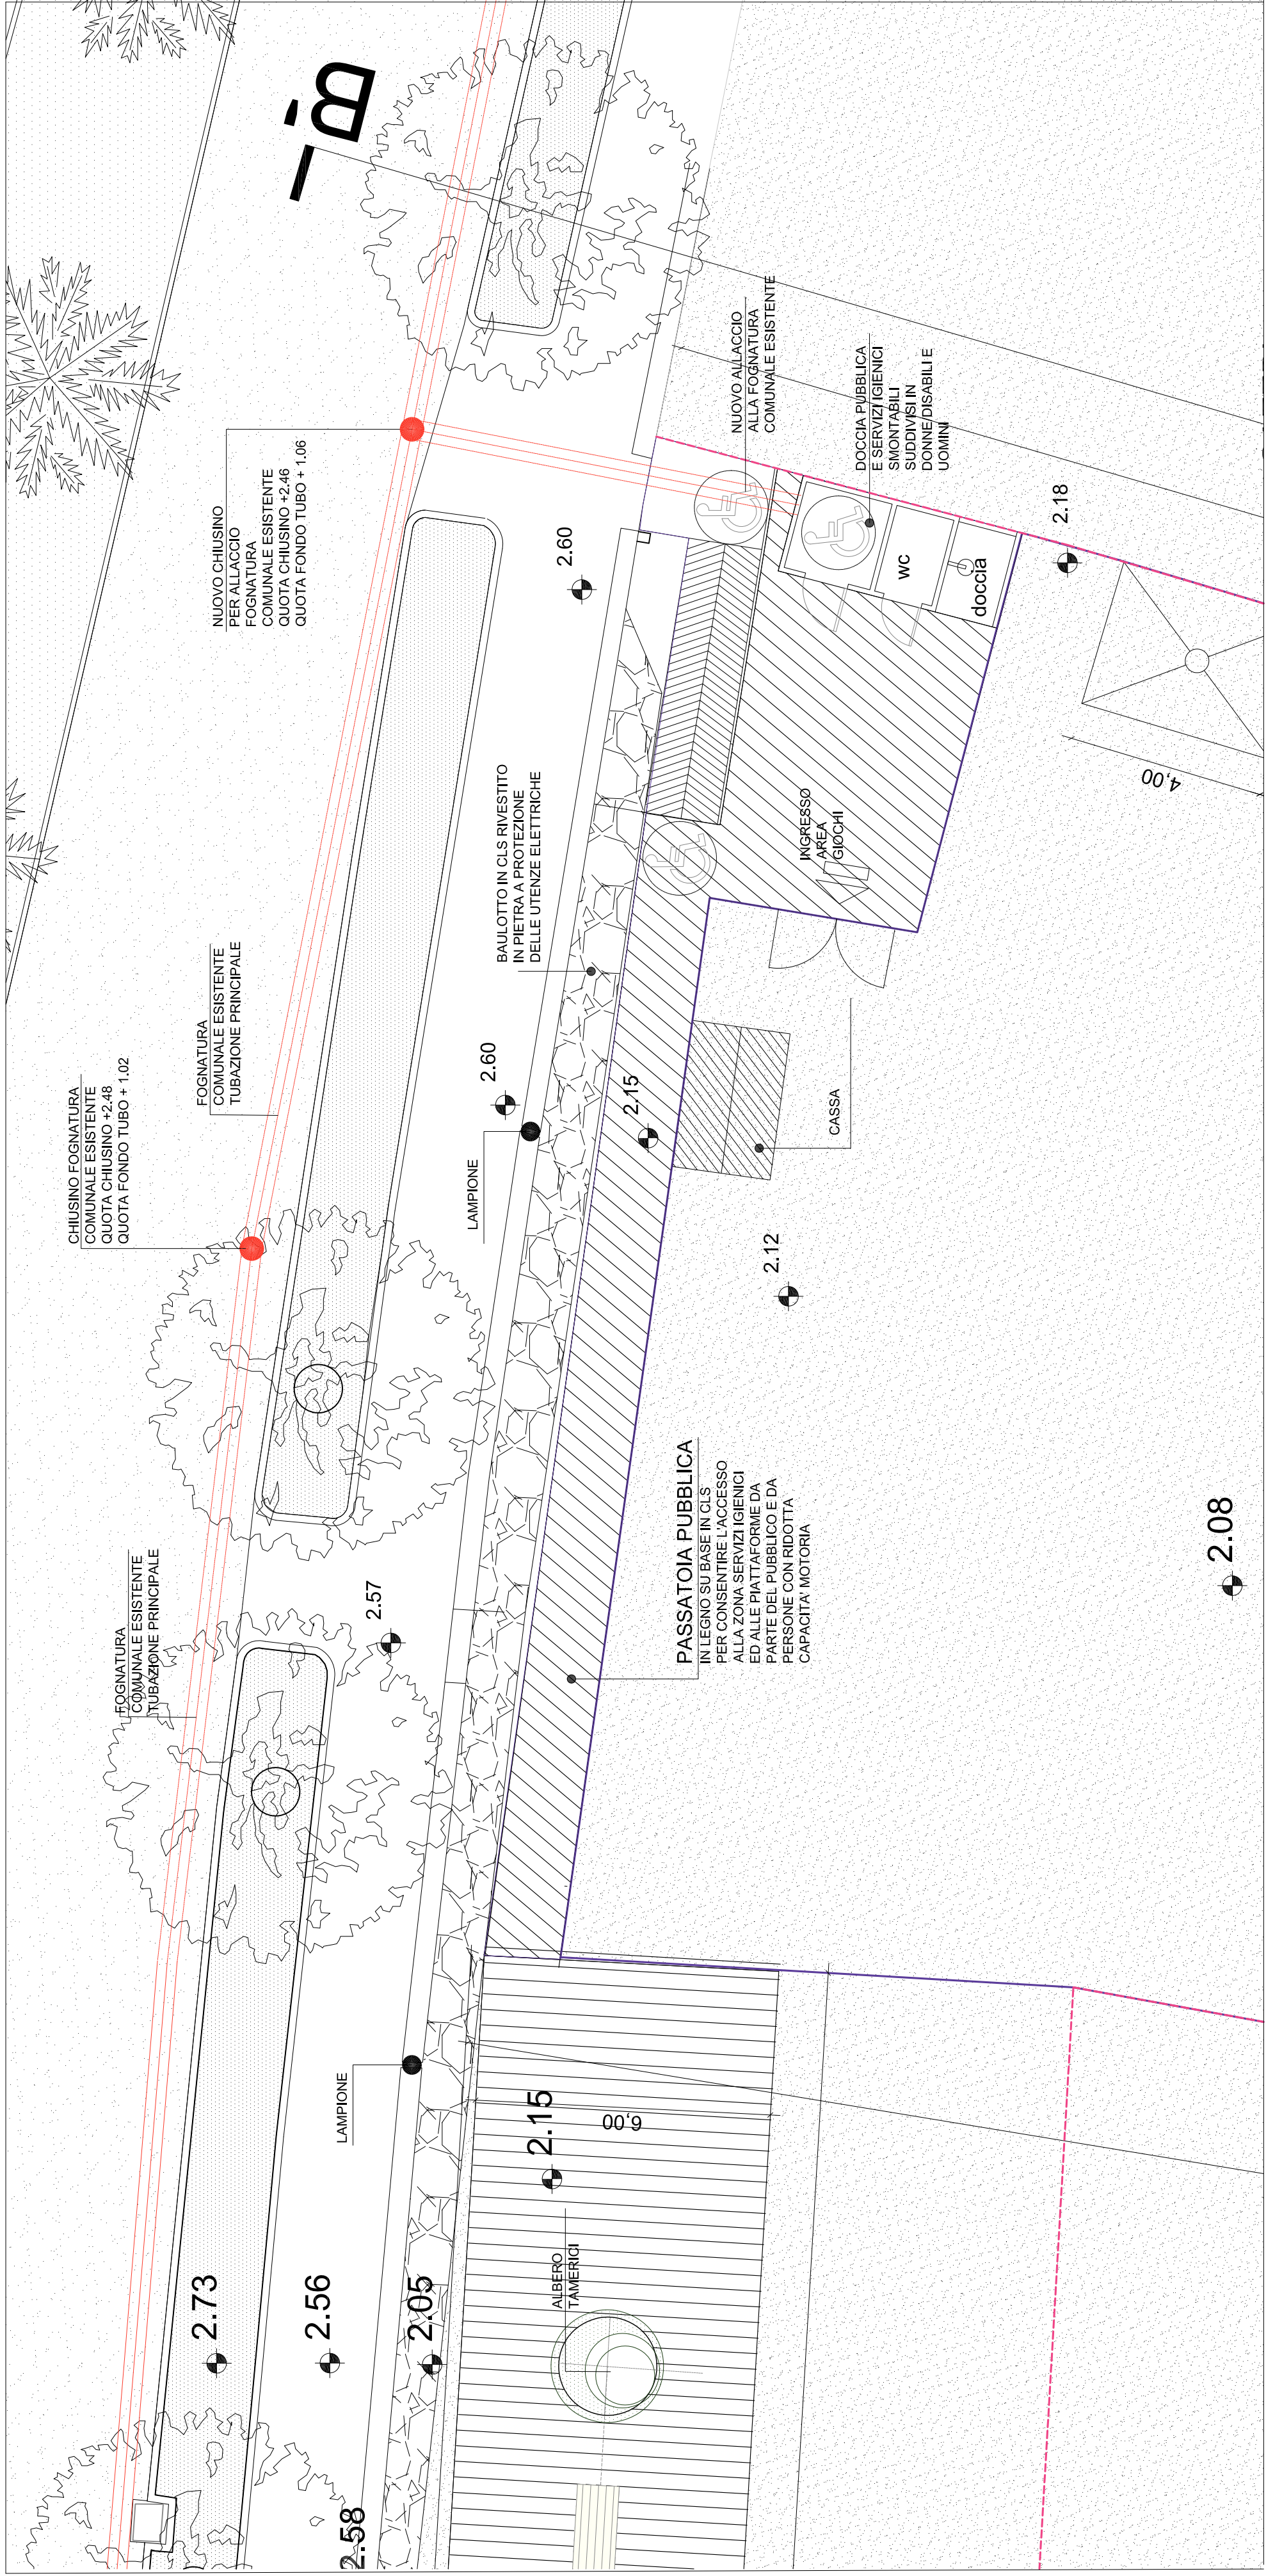 CHIUSINO FOGNATURA
COMUNALE ESISTENTE
QUOTA CHIUSINO +2.48
QUOTA FONDO TUBO + 1.02
FOGNATURA
COMUNALE ESISTENTE
TUBAZIONE PRINCIPALE
FOGNATURA
COMUNALE ESISTENTE
TUBAZIONE PRINCIPALE
NUOVO CHIUSINO
PER ALLACCIO
FOGNATURA
COMUNALE ESISTENTE
QUOTA CHIUSINO +2.46
QUOTA FONDO TUBO + 1.06
B'
2.73
2.56
2.05
2.58
2.57
2.60
2.60
LAMPIONE
LAMPIONE
BAULOTTO IN CLS RIVESTITO
IN PIETRA A PROTEZIONE
DELLE UTENZE ELETTRICHE
NUOVO ALLACCIO
ALLA FOGNATURA
COMUNALE ESISTENTE
DOCCIA PUBBLICA
E SERVIZI IGIENICI
SMONTABILI
SUDDIVISI IN
DONNE/DISABILI E
UOMINI
2.15
2.15
6,00
ALBERO
TAMERICI
PASSATOIA PUBBLICA
IN LEGNO SU BASE IN CLS
PER CONSENTIRE L'ACCESSO
ALLA ZONA SERVIZI IGIENICI
ED ALLE PIATTAFORME DA
PARTE DEL PUBBLICO E DA
PERSONE CON RIDOTTA
CAPACITA' MOTORIA
2.12
CASSA
INGRESSO
AREA
GIOCHI
wc
doccia
2.18
4,00
2.08